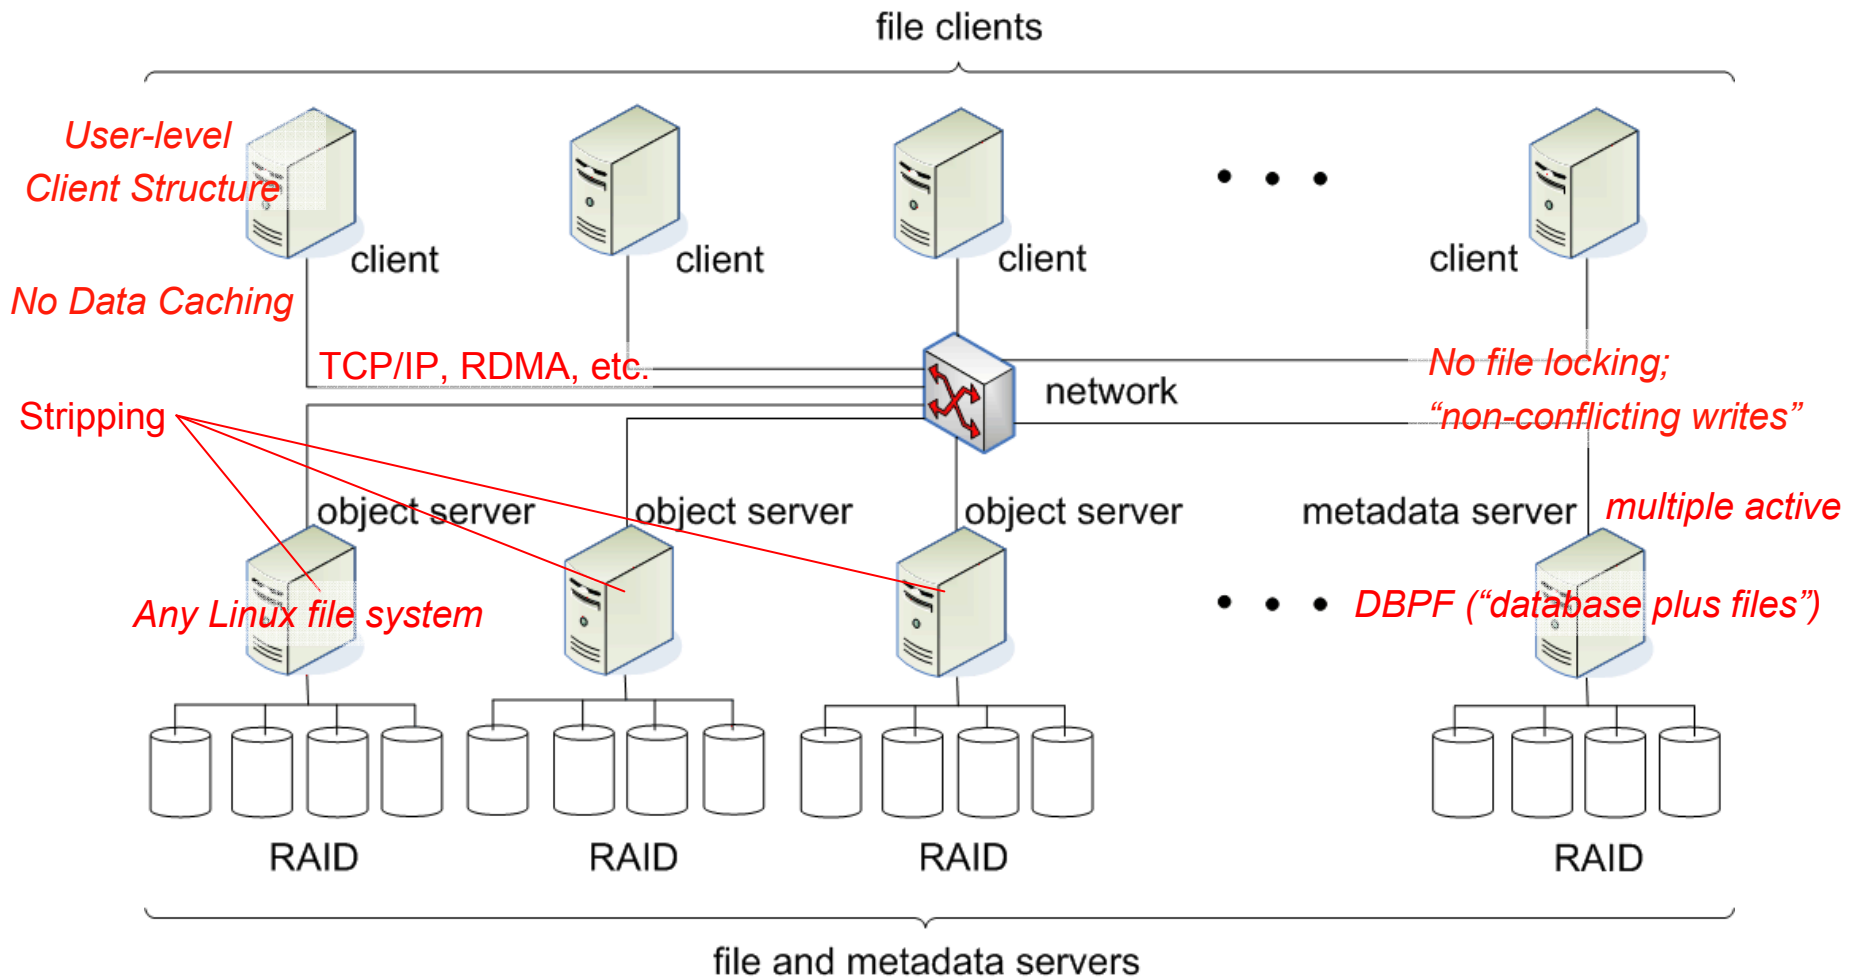 file clients
User-level
Client Structure
client
client
client
client
No Data Caching
TCP/IP, RDMA, etc.
network
No file locking;
“non-conflicting writes”
Stripping
object server
object server
object server
metadata server
multiple active
Any Linux file system
DBPF (“database plus files”)
RAID
RAID
RAID
RAID
file and metadata servers